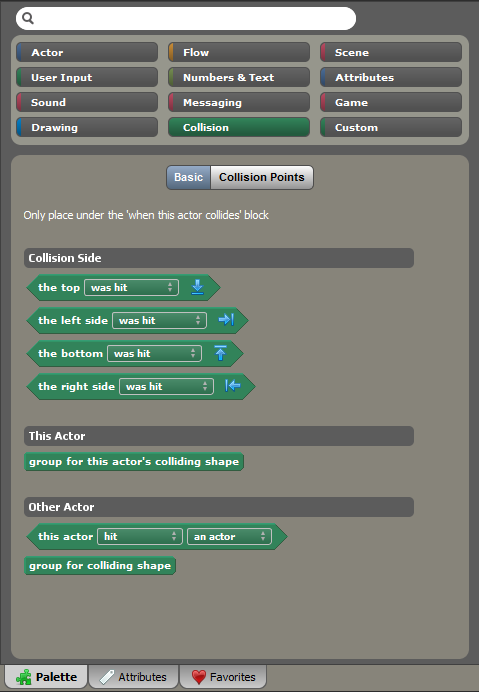 Actor Flow Scene
User Input Numbers & Text Attributes
Sound Messaging Game
Drawing Collision Custom
Basic Collision Points
Only place under the 'when this actor collides' block
Collision Side
the top was hit
the left side was hit
the bottom was hit
the right side was hit
This Actor
group for this actor's colliding shape
Other Actor
this actor hit an actor
group for colliding shape
Palette Attributes Favorites